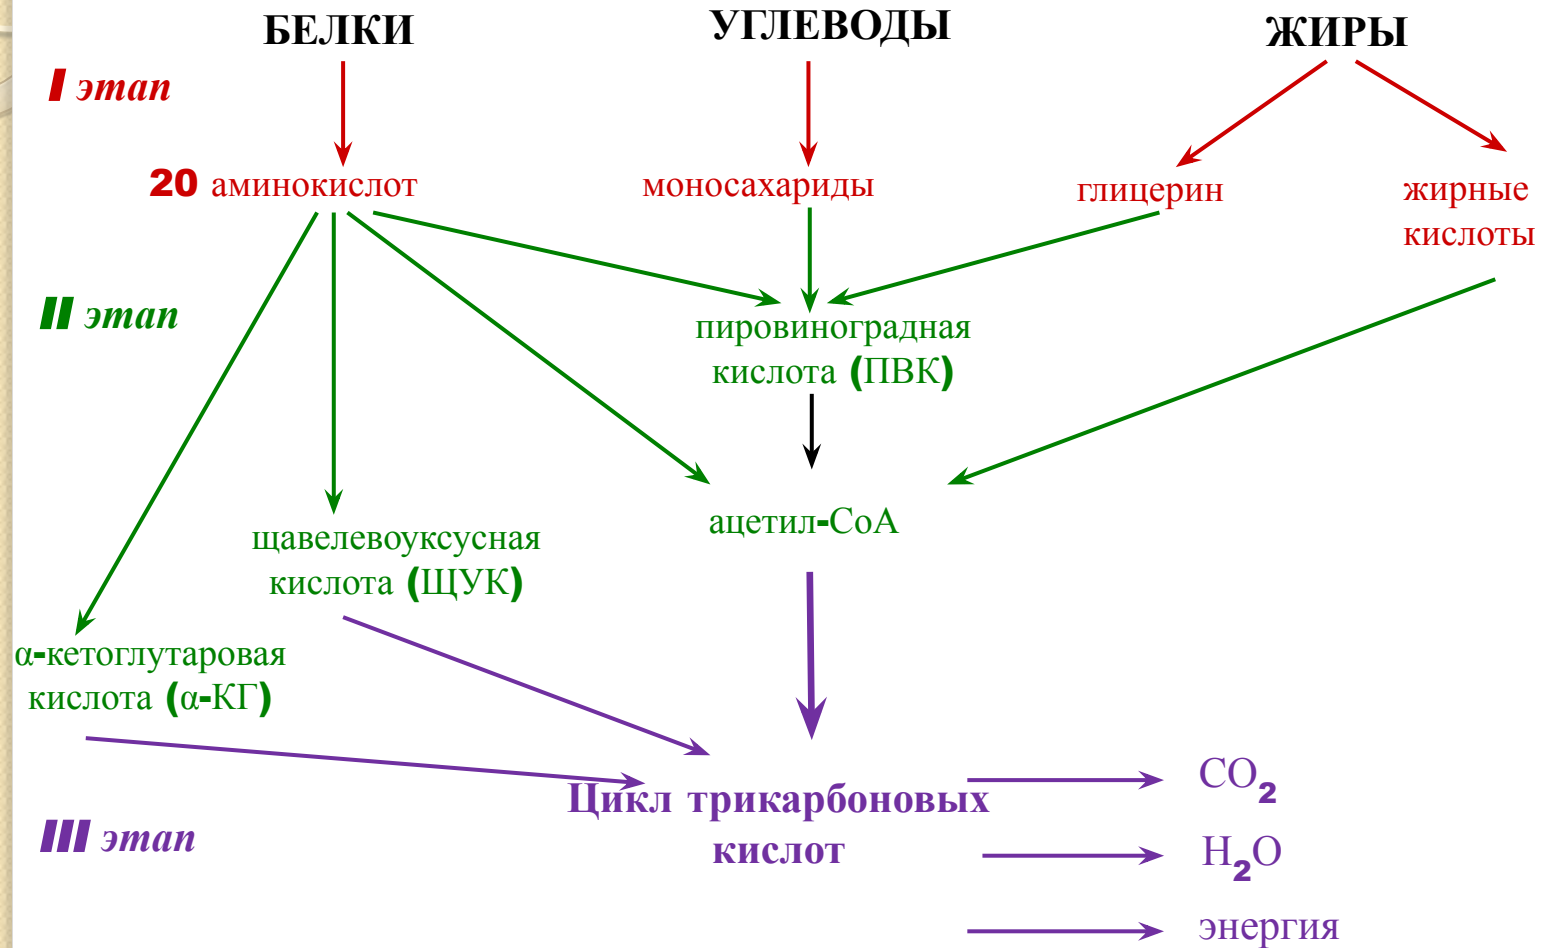 БЕЛКИ
УГЛЕВОДЫ
ЖИРЫ
I этап
20 аминокислот
моносахариды
глицерин
жирные
кислоты
II этап
пировиноградная
кислота (ПВК)
ацетил-СоА
щавелевоуксусная
кислота (ЩУК)
α-кетоглутаровая
кислота (α-КГ)
Цикл трикарбоновых
кислот
III этап
CO2
H2O
энергия